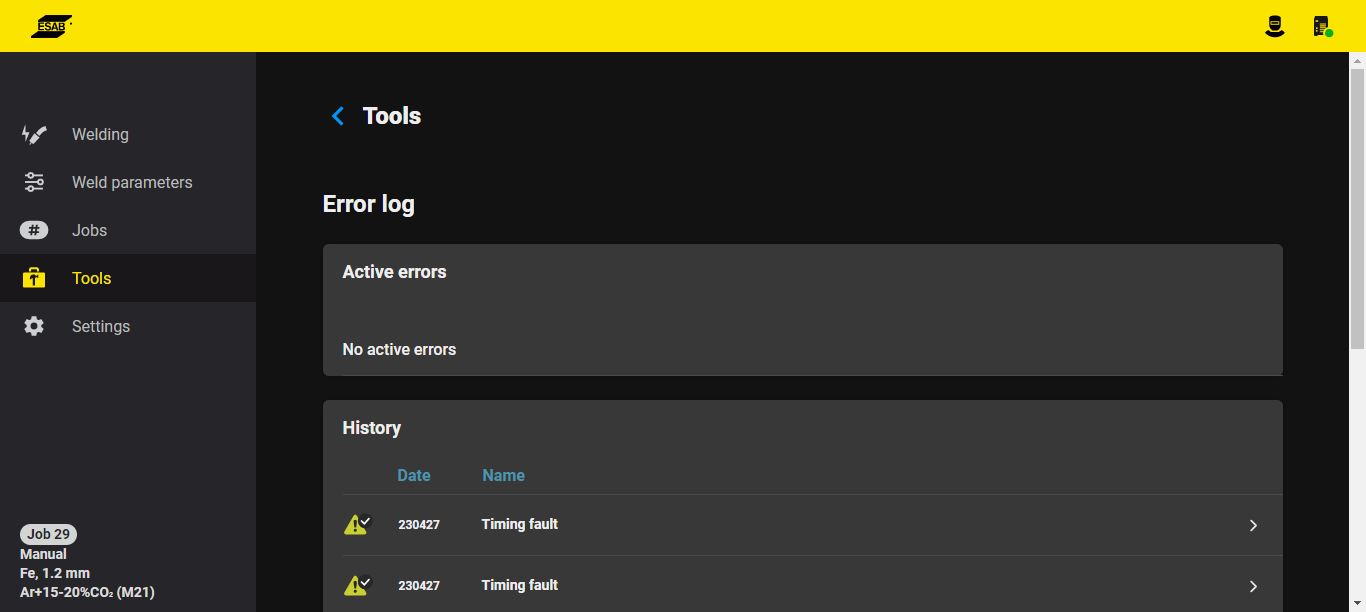 ESAB
Welding
Weld parameters
#
Jobs
Tools
Settings
Job 29
Manual
Fe, 1.2 mm
Ar+15-20%CO₂ (M21)
Tools
Error log
Active errors
No active errors
History
Date Name
230427 Timing fault
230427 Timing fault